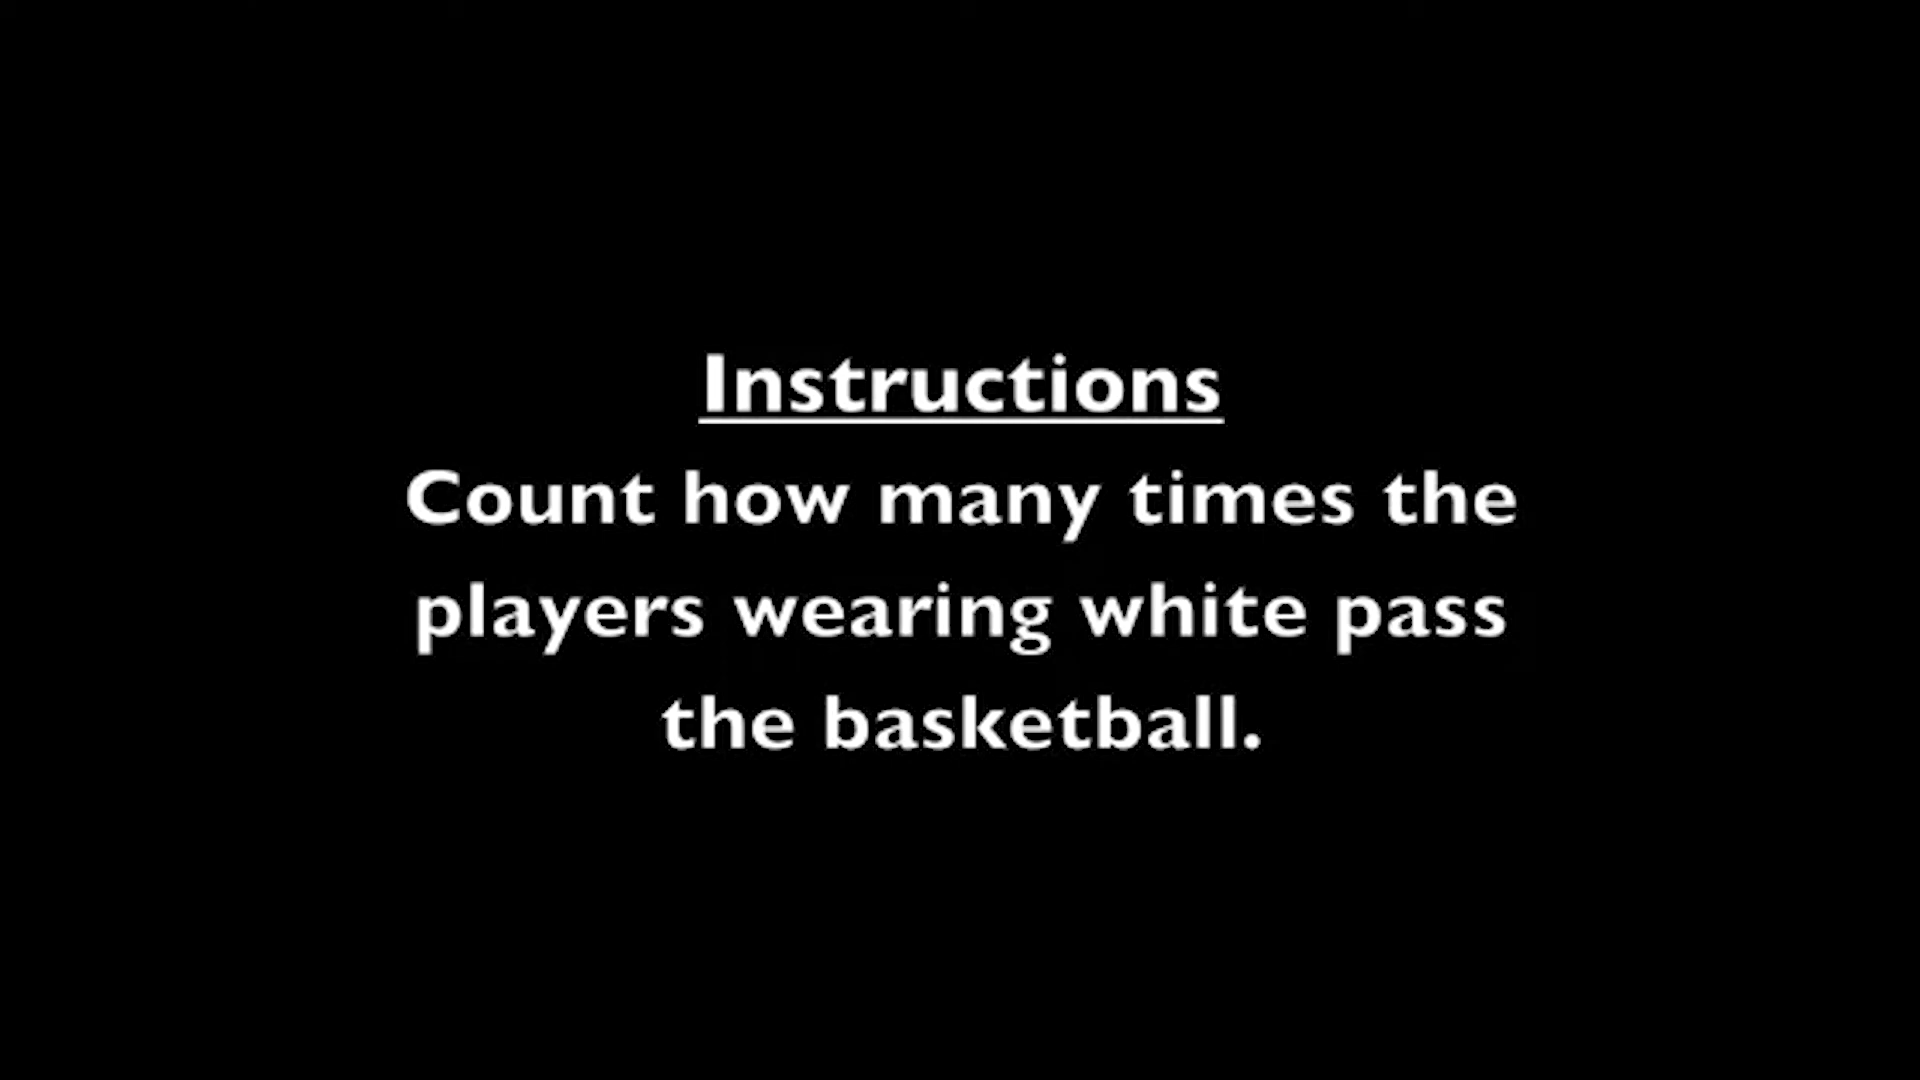 Instructions
Count how many times the
players wearing white pass
the basketball.